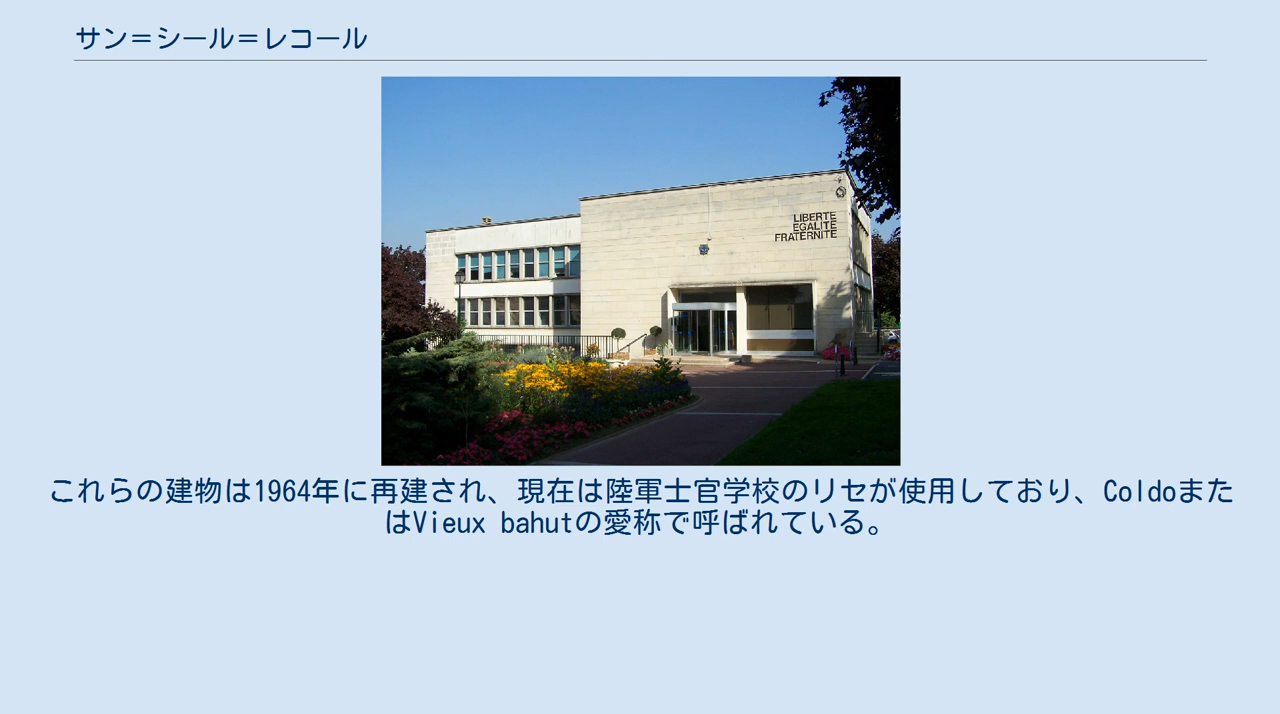 サン＝シール＝レコール
LIBERTE
EGALITE
FRATERNITE
これらの建物は1964年に再建され、現在は陸軍士官学校のリセが使用しており、Coldoまた
はVieux bahutの愛称で呼ばれている。